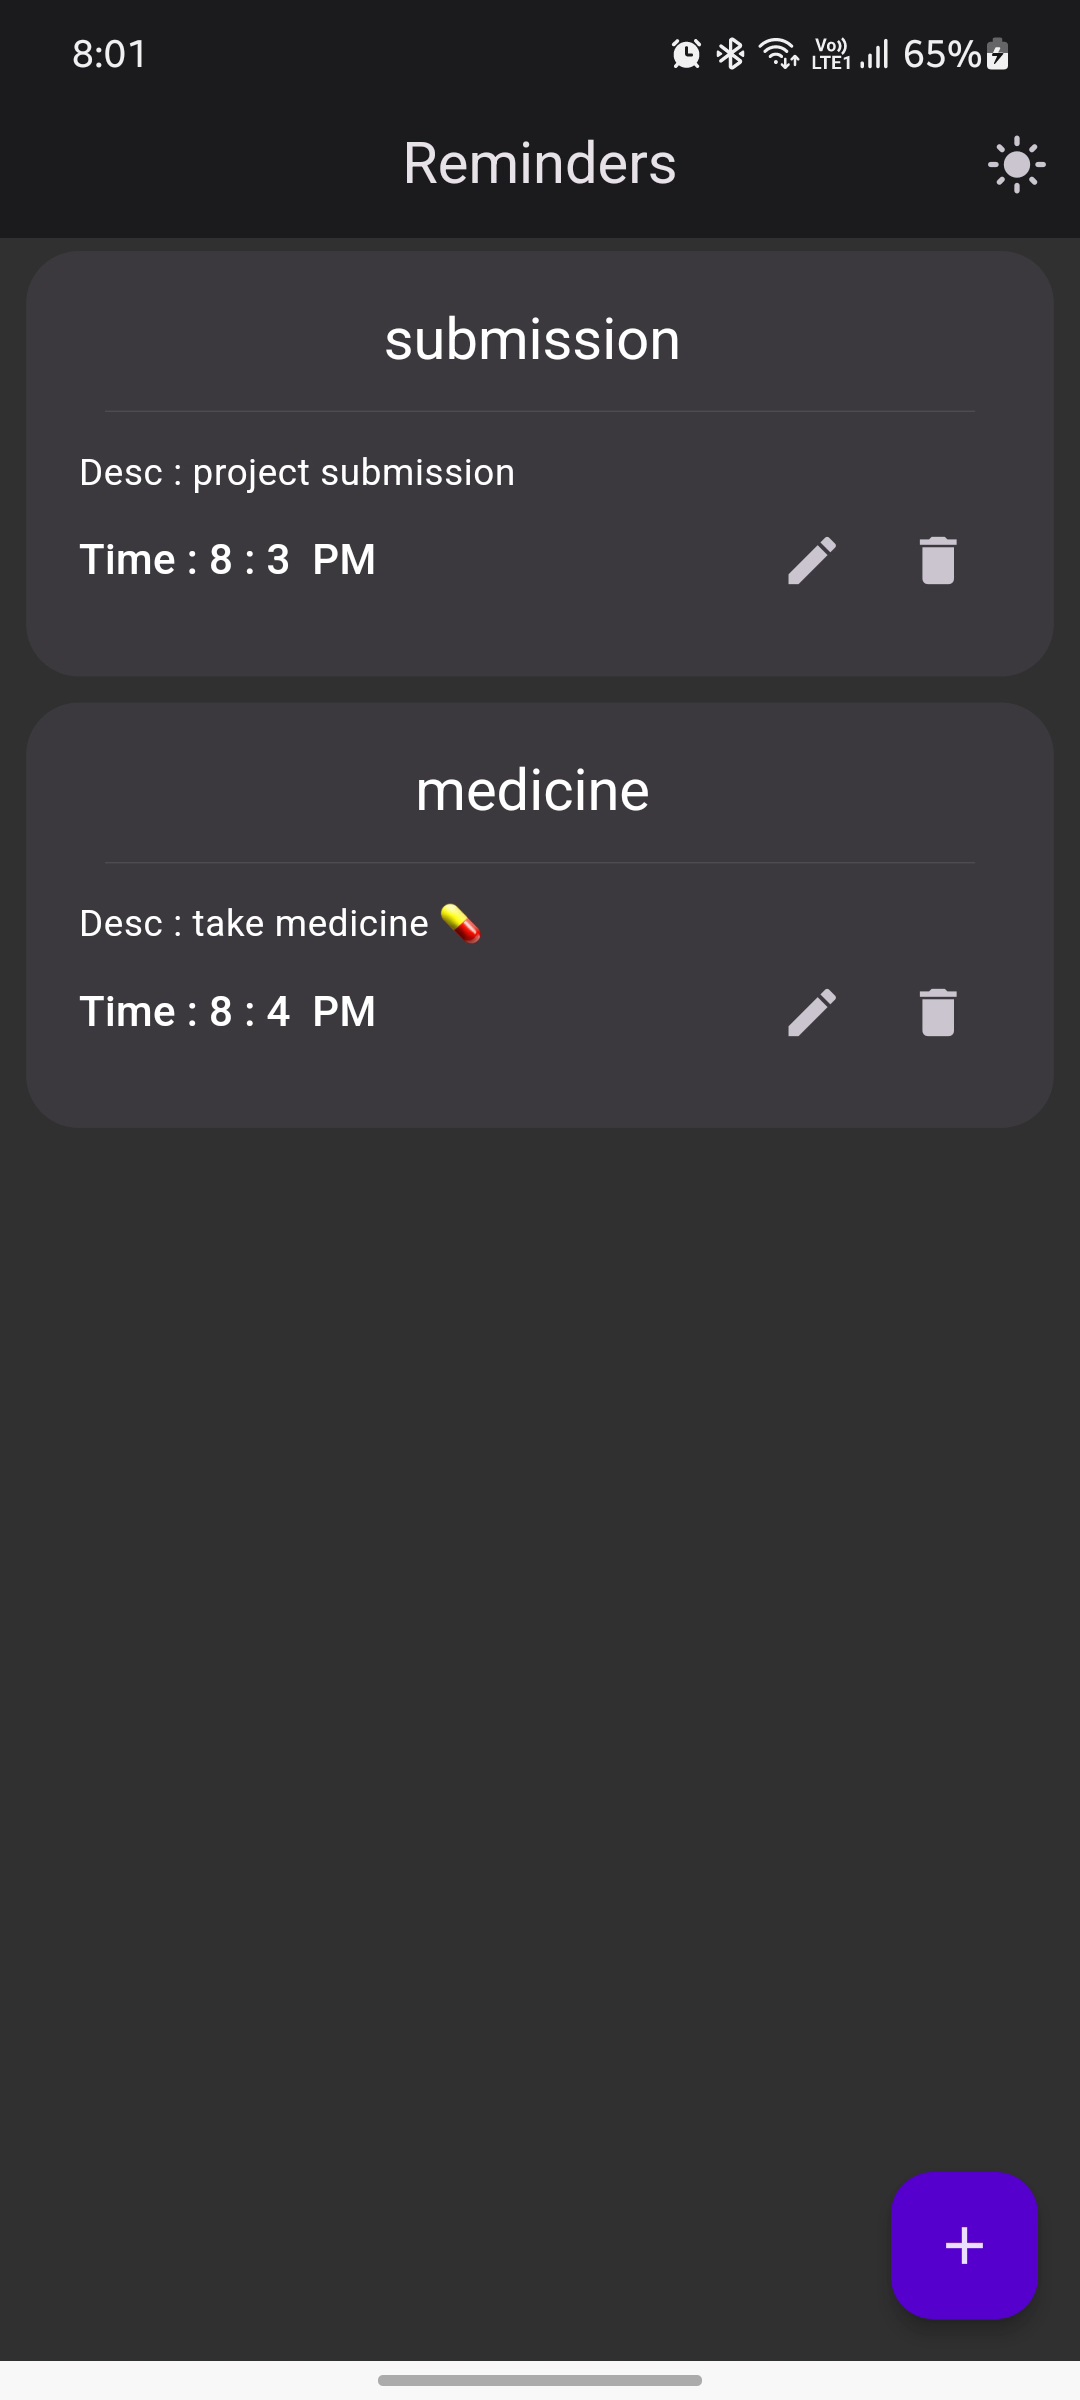 8:01
Vo)) LTE1 65%
Reminders
submission
Desc : project submission
Time : 8 : 3 PM
medicine
Desc : take medicine 💊
Time : 8 : 4 PM